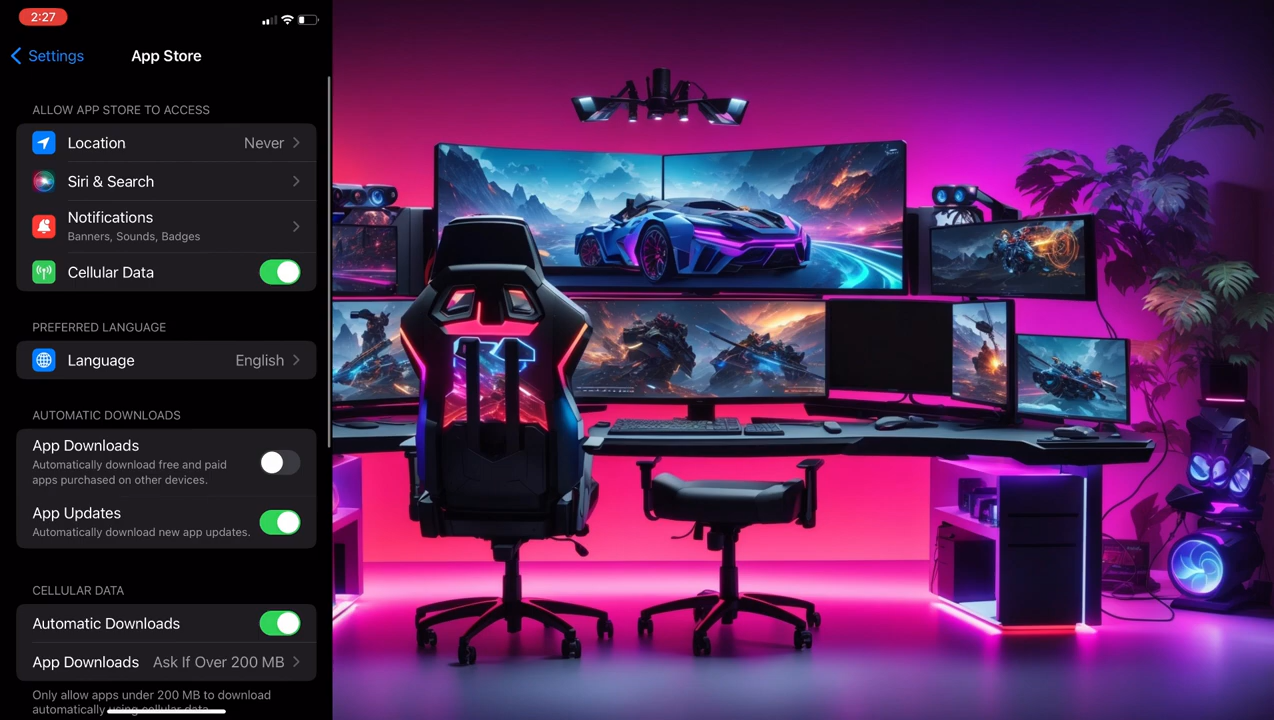 2:27
Settings
App Store
ALLOW APP STORE TO ACCESS
Location Never
Siri & Search
Notifications
Banners, Sounds, Badges
Cellular Data
PREFERRED LANGUAGE
Language English
AUTOMATIC DOWNLOADS
App Downloads
Automatically download free and paid
apps purchased on other devices.
App Updates
Automatically download new app updates.
CELLULAR DATA
Automatic Downloads
App Downloads Ask If Over 200 MB
Only allow apps under 200 MB to download
automatically using cellular data.